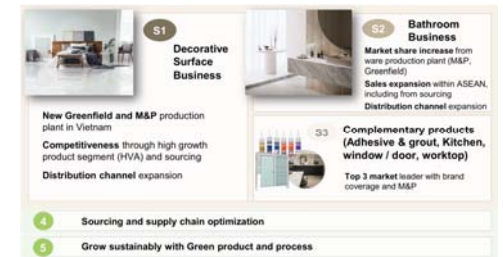 S1
Decorative
Surface
Business
New Greenfield and M&P production
plant in Vietnam
Competitiveness through high growth
product segment (HVA) and sourcing
Distribution channel expansion
S2
Bathroom
Business
Market share increase from
ware production plant (M&P,
Greenfield)
Sales expansion within ASEAN,
including from sourcing
Distribution channel expansion
S3
Complementary products
(Adhesive & grout, Kitchen,
window / door, worktop)
Top 3 market leader with brand
coverage and M&P
4
Sourcing and supply chain optimization
5
Grow sustainably with Green product and process